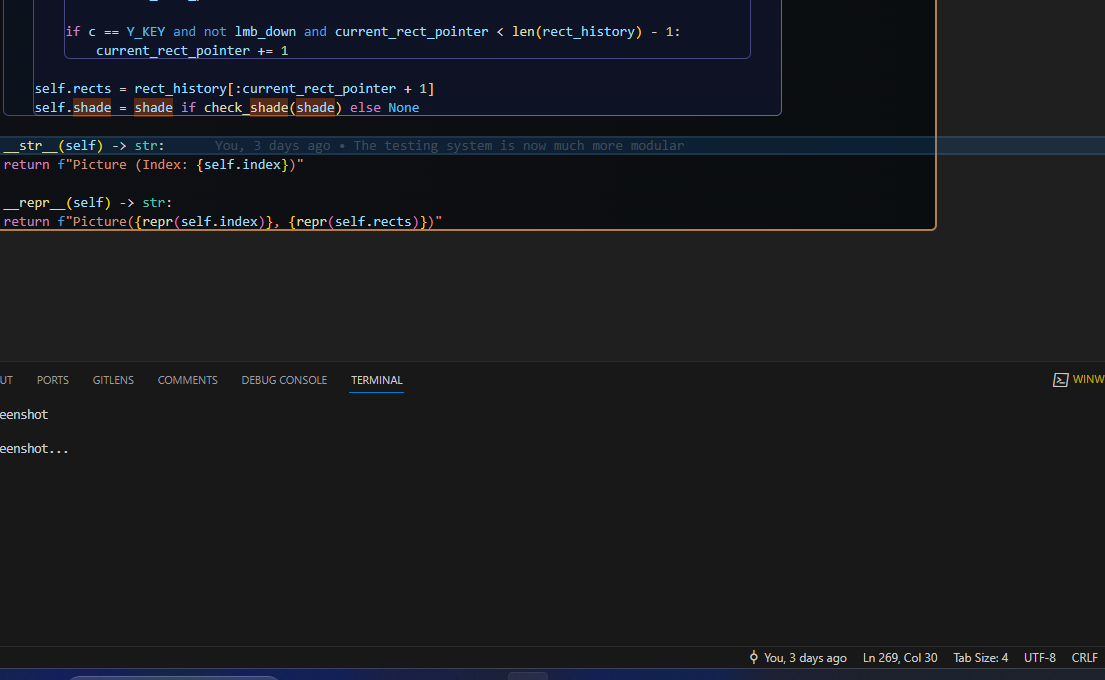 if c == Y_KEY and not lmb_down and current_rect_pointer < len(rect_history) - 1:
current_rect_pointer += 1
self.rects = rect_history[:current_rect_pointer + 1]
self.shade = shade if check_shade(shade) else None
__str__(self) -> str: You, 3 days ago • The testing system is now much more modular
return f"Picture (Index: {self.index})"
__repr__(self) -> str:
return f"Picture({repr(self.index)}, {repr(self.rects)})"
UT PORTS GITLENS COMMENTS DEBUG CONSOLE TERMINAL WINW
eenshot
eenshot...
You, 3 days ago Ln 269, Col 30 Tab Size: 4 UTF-8 CRLF